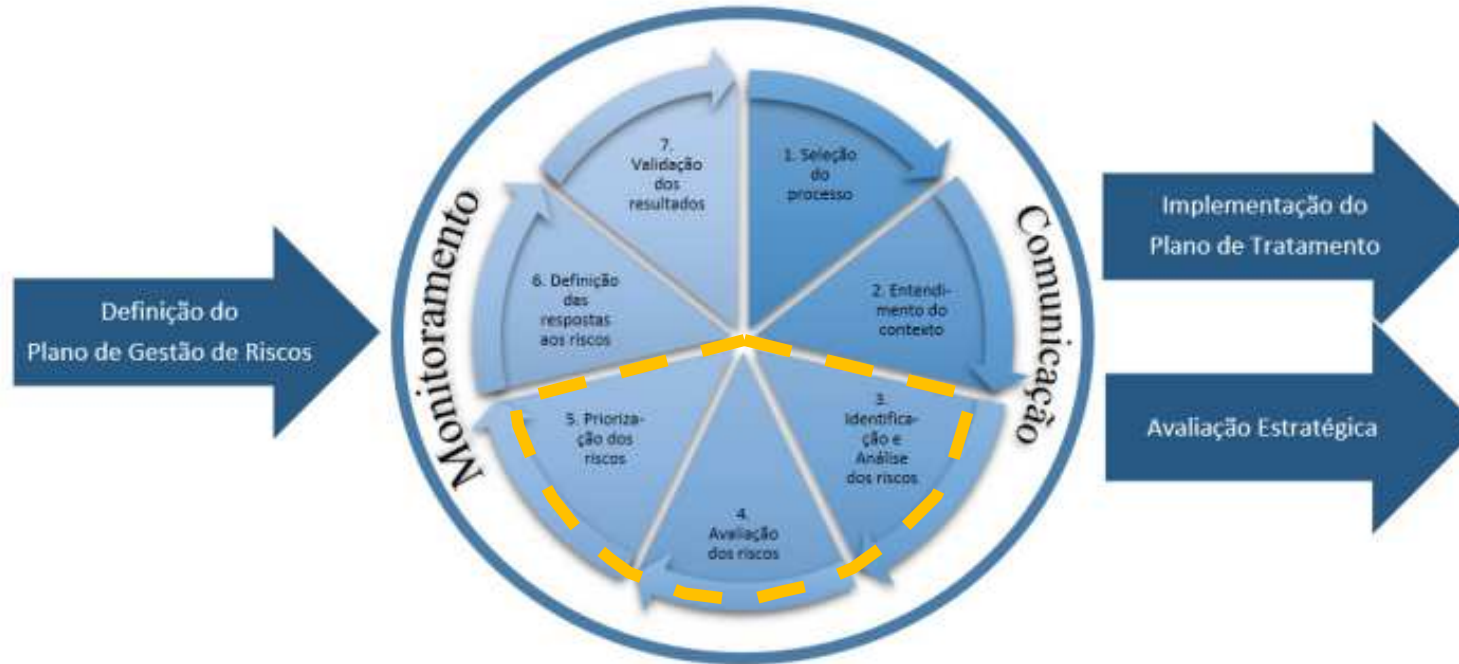 Definição do
Plano de Gestão de Riscos
Monitoramento
7.
Validação
dos
resultados
1. Seleção
do
processo
6. Definição
das
respostas
aos riscos
2. Entendi-
mento do
contexto
5. Prioriza-
ção dos
riscos
3.
Identifica-
ção e
Análise
dos riscos
4.
Avaliação
dos riscos
Comunicação
Implementação do
Plano de Tratamento
Avaliação Estratégica